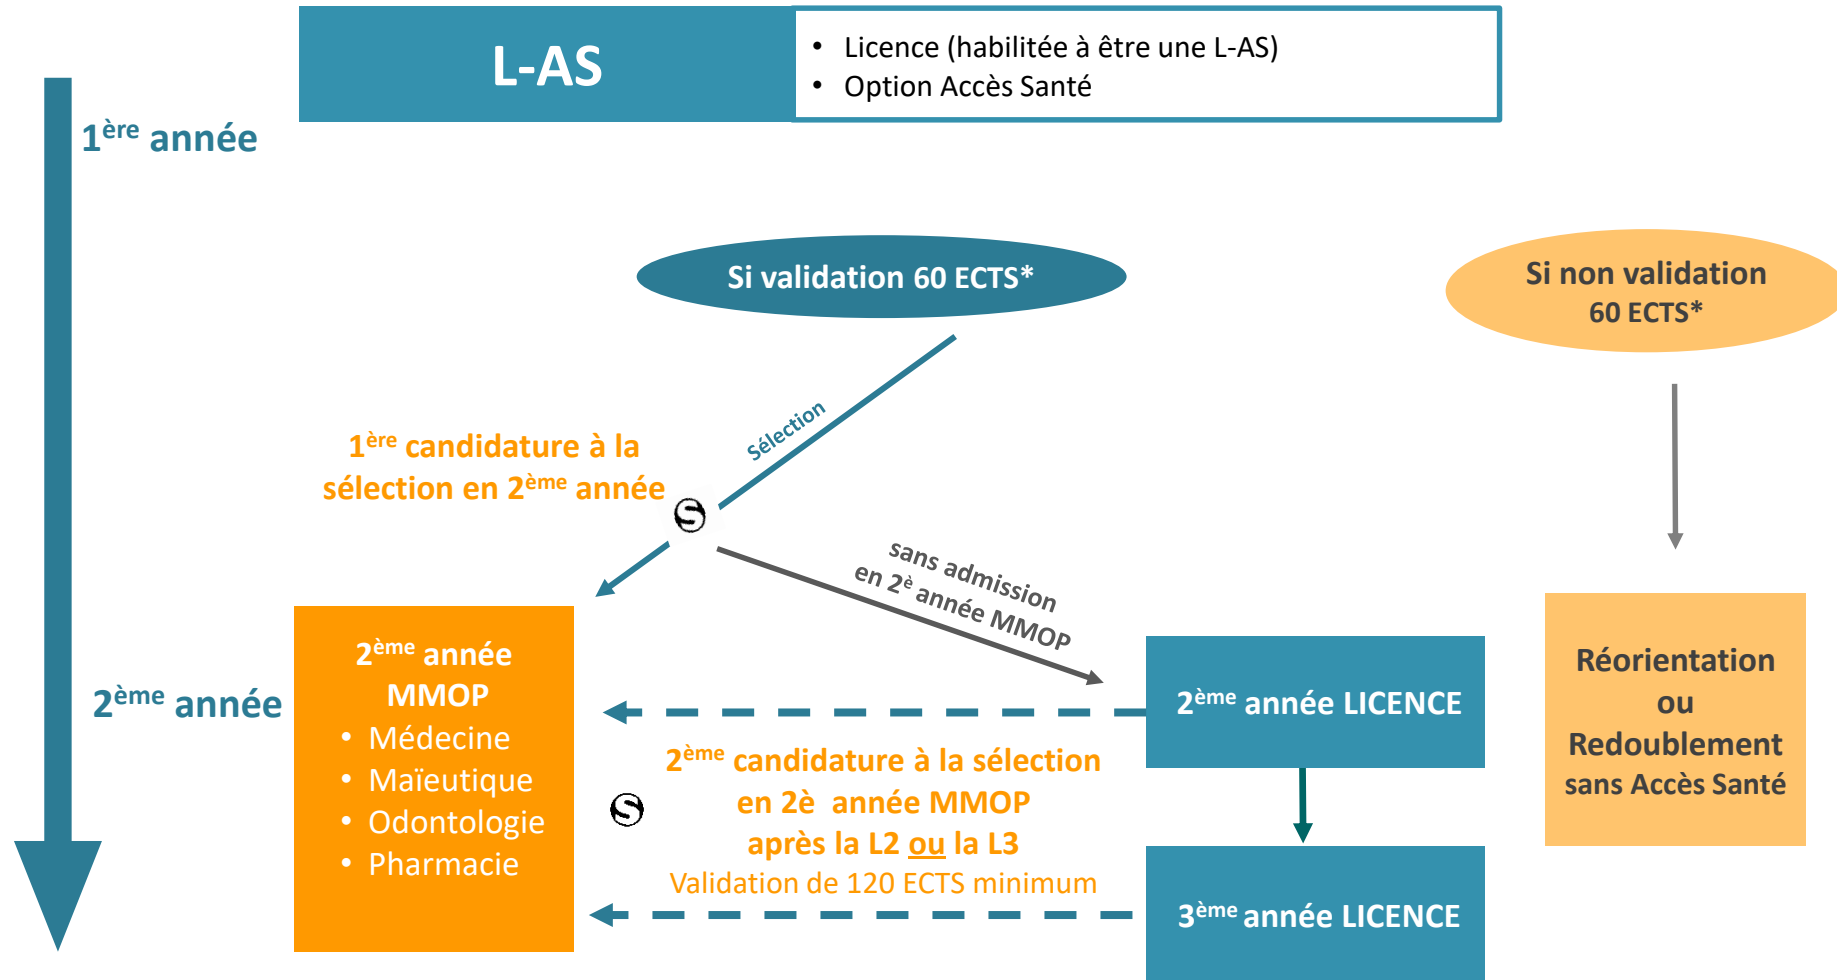 L-AS
• Licence (habilitée à être une L-AS)
• Option Accès Santé
1ère année
Si validation 60 ECTS*
Si non validation
60 ECTS*
Sélection
1ère candidature à la
sélection en 2ème année
S
sans admission
en 2è année MMOP
2ème année
2ème année
MMOP
• Médecine
• Maïeutique
• Odontologie
• Pharmacie
2ème année LICENCE
2ème candidature à la sélection
en 2è année MMOP
après la L2 ou la L3
Validation de 120 ECTS minimum
S
3ème année LICENCE
Réorientation
ou
Redoublement
sans Accès Santé